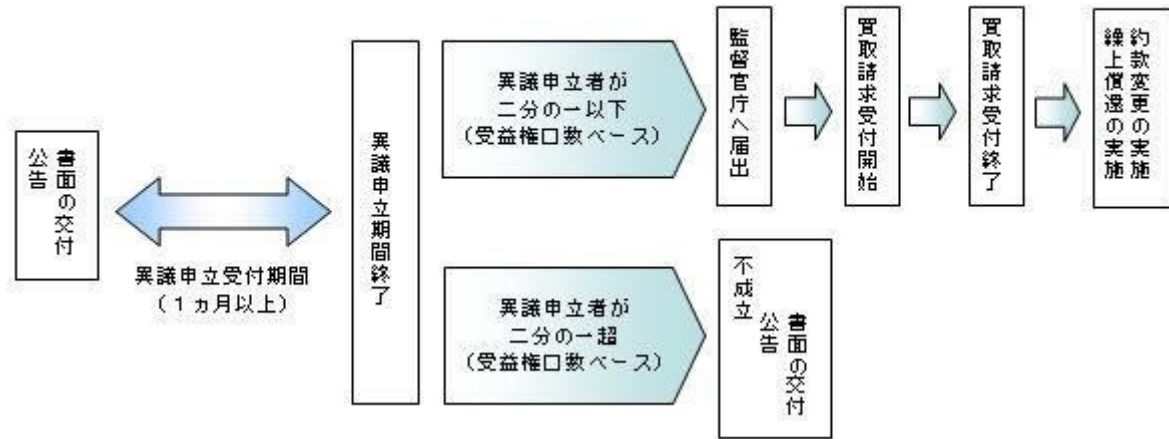 書面の交付
公告
異議申立受付期間
（１ヵ月以上）
異議申立期間終了
異議申立者が
二分の一以下
（受益権口数ベース）
監督官庁へ届出
買取請求受付開始
買取請求受付終了
約款変更の実施
繰上償還の実施
異議申立者が
二分の一超
（受益権口数ベース）
不成立
書面の交付
公告